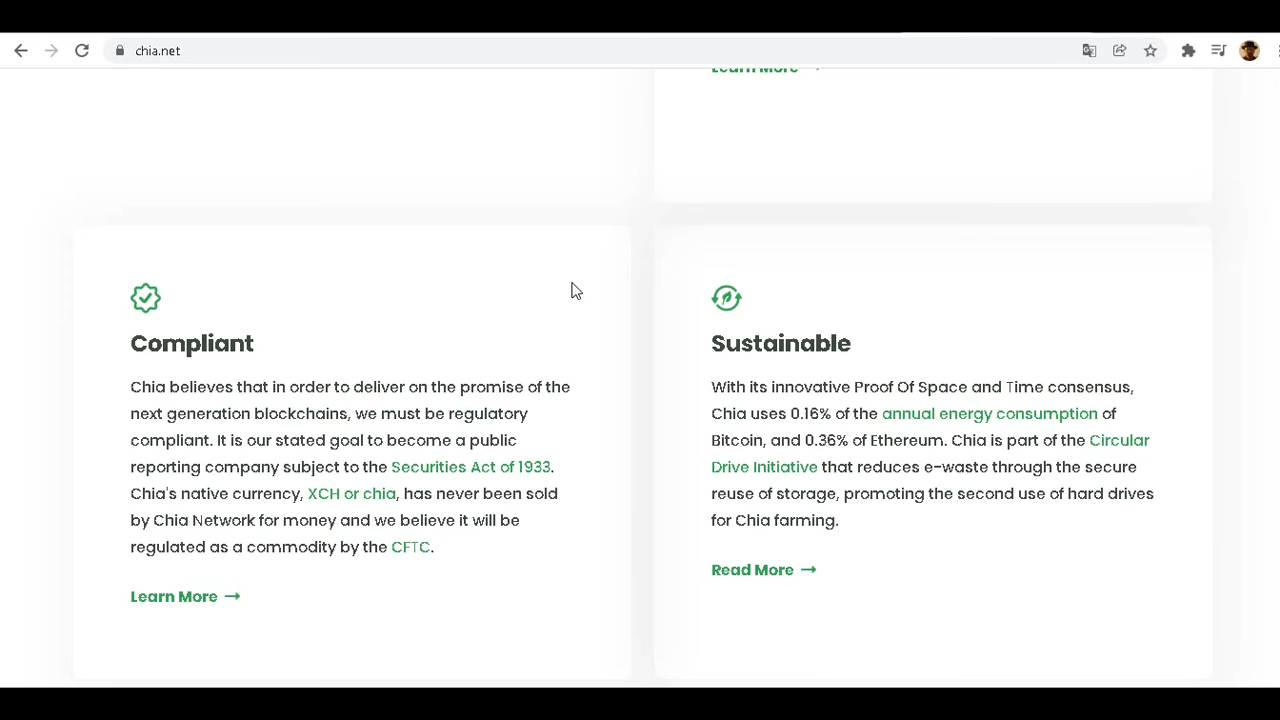 chia.net
Learn More
Compliant
Chia believes that in order to deliver on the promise of the
next generation blockchains, we must be regulatory
compliant. It is our stated goal to become a public
reporting company subject to the Securities Act of 1933.
Chia's native currency, XCH or chia, has never been sold
by Chia Network for money and we believe it will be
regulated as a commodity by the CFTC.
Learn More →
Sustainable
With its innovative Proof Of Space and Time consensus,
Chia uses 0.16% of the annual energy consumption of
Bitcoin, and 0.36% of Ethereum. Chia is part of the Circular
Drive Initiative that reduces e-waste through the secure
reuse of storage, promoting the second use of hard drives
for Chia farming.
Read More →